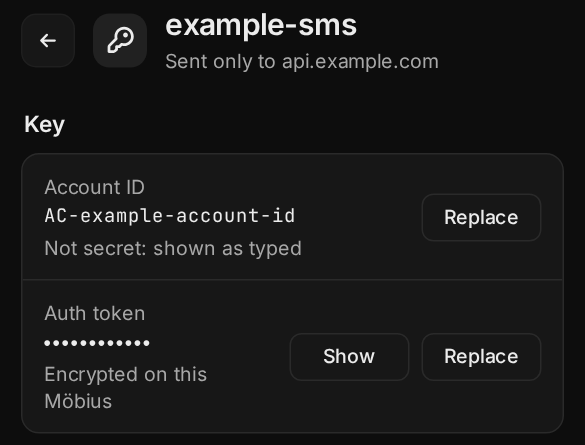 example-sms
Sent only to api.example.com
Key
Account ID
AC-example-account-id
Replace
Not secret: shown as typed
Auth token
••••••••••••
Show
Replace
Encrypted on this
Möbius